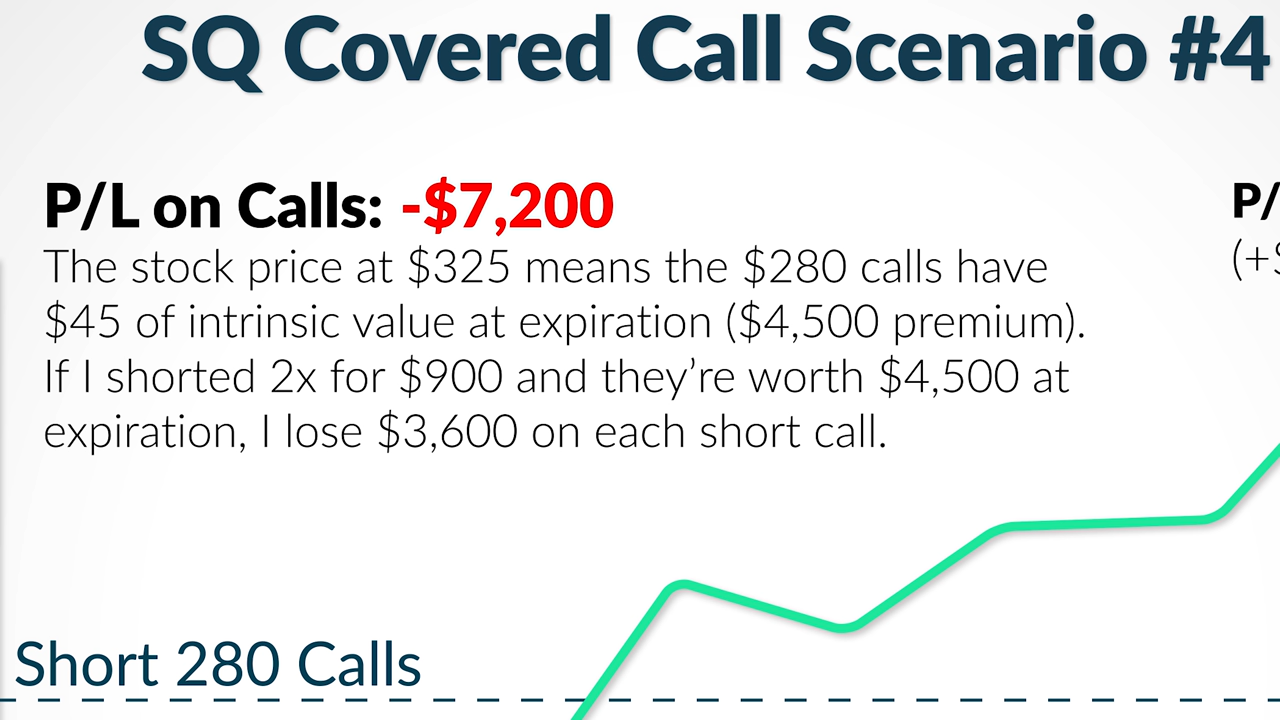 SQ Covered Call Scenario #4
P/L on Calls: -$7,200
The stock price at $325 means the $280 calls have
$45 of intrinsic value at expiration ($4,500 premium).
If I shorted 2x for $900 and they’re worth $4,500 at
expiration, I lose $3,600 on each short call.
P/
(+$
Short 280 Calls